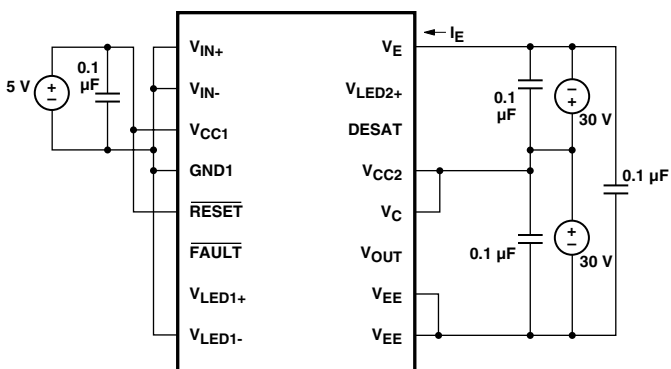 V_IN+
V_IN-
V_CC1
GND1
RESET
FAULT
V_LED1+
V_LED1-
5 V
0.1
µF
V_E
V_LED2+
DESAT
V_CC2
V_C
V_OUT
V_EE
V_EE
I_E
0.1
µF
30 V
0.1 µF
0.1 µF
30 V
+
−
−
+
+
−